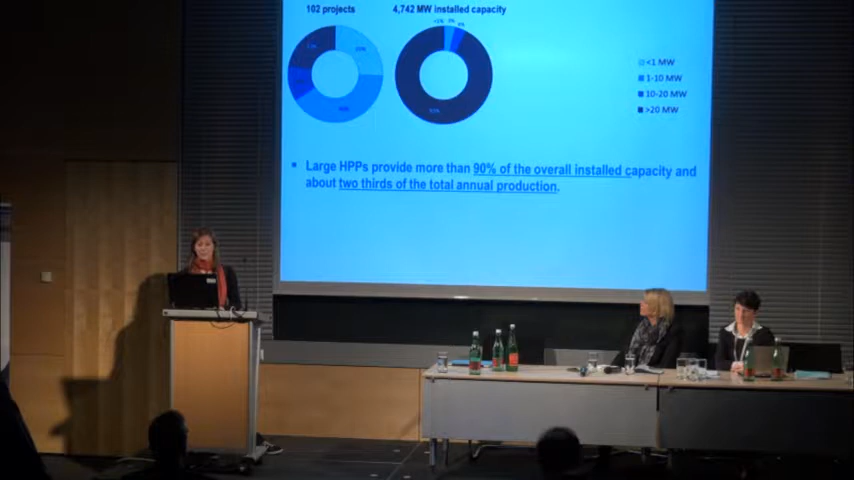 102 projects
4,742 MW installed capacity
<1 MW
1-10 MW
10-20 MW
>20 MW
Large HPPs provide more than 90% of the overall installed capacity and
about two thirds of the total annual production.